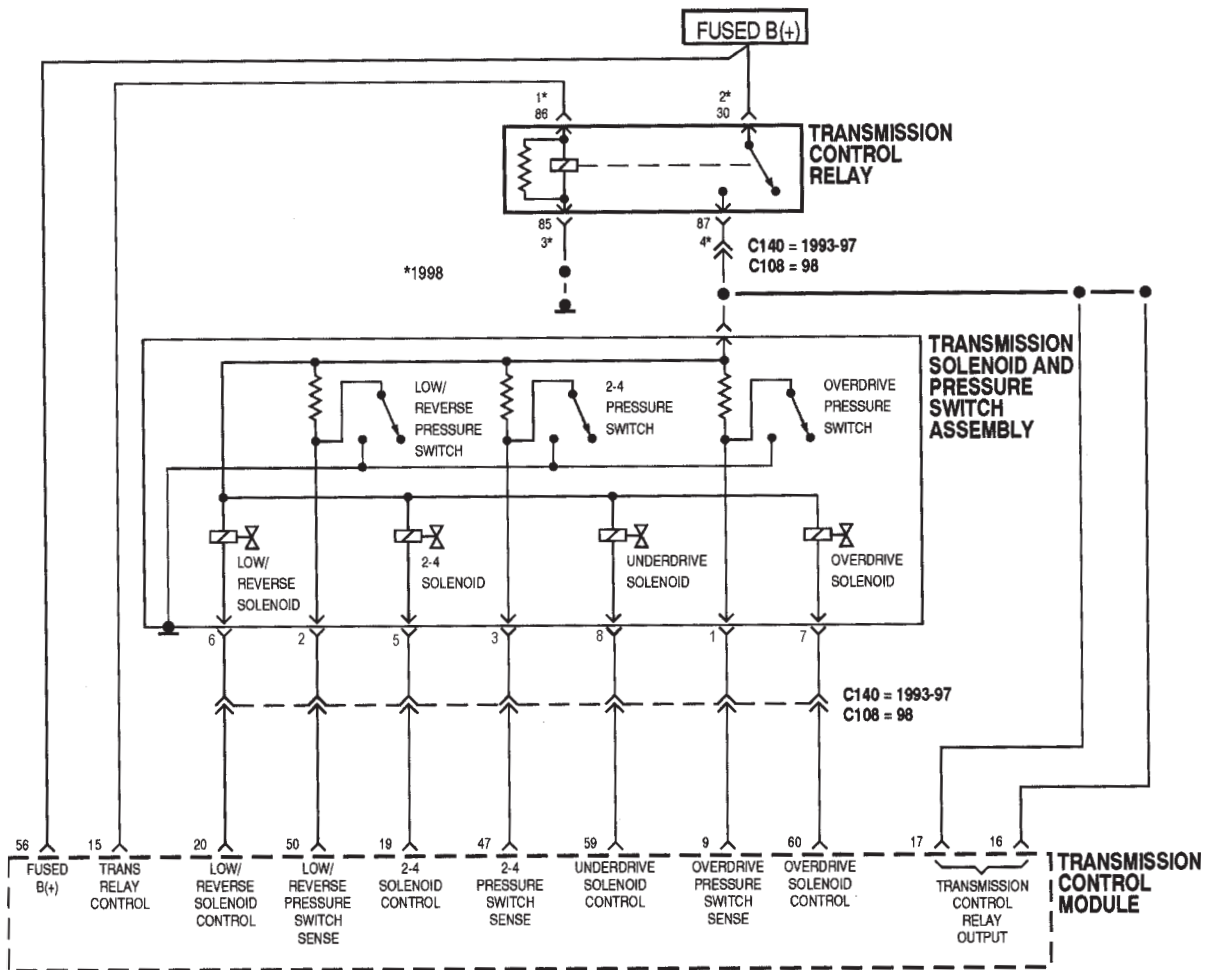 FUSED B(+)
1*
86
2*
30
TRANSMISSION
CONTROL
RELAY
85
3*
87
4*
C140 = 1993-97
C108 = 98
*1998
TRANSMISSION
SOLENOID AND
PRESSURE
SWITCH
ASSEMBLY
LOW/
REVERSE
PRESSURE
SWITCH
2-4
PRESSURE
SWITCH
OVERDRIVE
PRESSURE
SWITCH
LOW/
REVERSE
SOLENOID
2-4
SOLENOID
UNDERDRIVE
SOLENOID
OVERDRIVE
SOLENOID
6 2 5 3 8 1 7
C140 = 1993-97
C108 = 98
56 15 20 50 19 47 59 9 60 17 16
FUSED
B(+)
TRANS
RELAY
CONTROL
LOW/
REVERSE
SOLENOID
CONTROL
LOW/
REVERSE
PRESSURE
SWITCH
SENSE
2-4
SOLENOID
CONTROL
2-4
PRESSURE
SWITCH
SENSE
UNDERDRIVE
SOLENOID
CONTROL
OVERDRIVE
PRESSURE
SWITCH
SENSE
OVERDRIVE
SOLENOID
CONTROL
TRANSMISSION
CONTROL
RELAY
OUTPUT
TRANSMISSION
CONTROL
MODULE